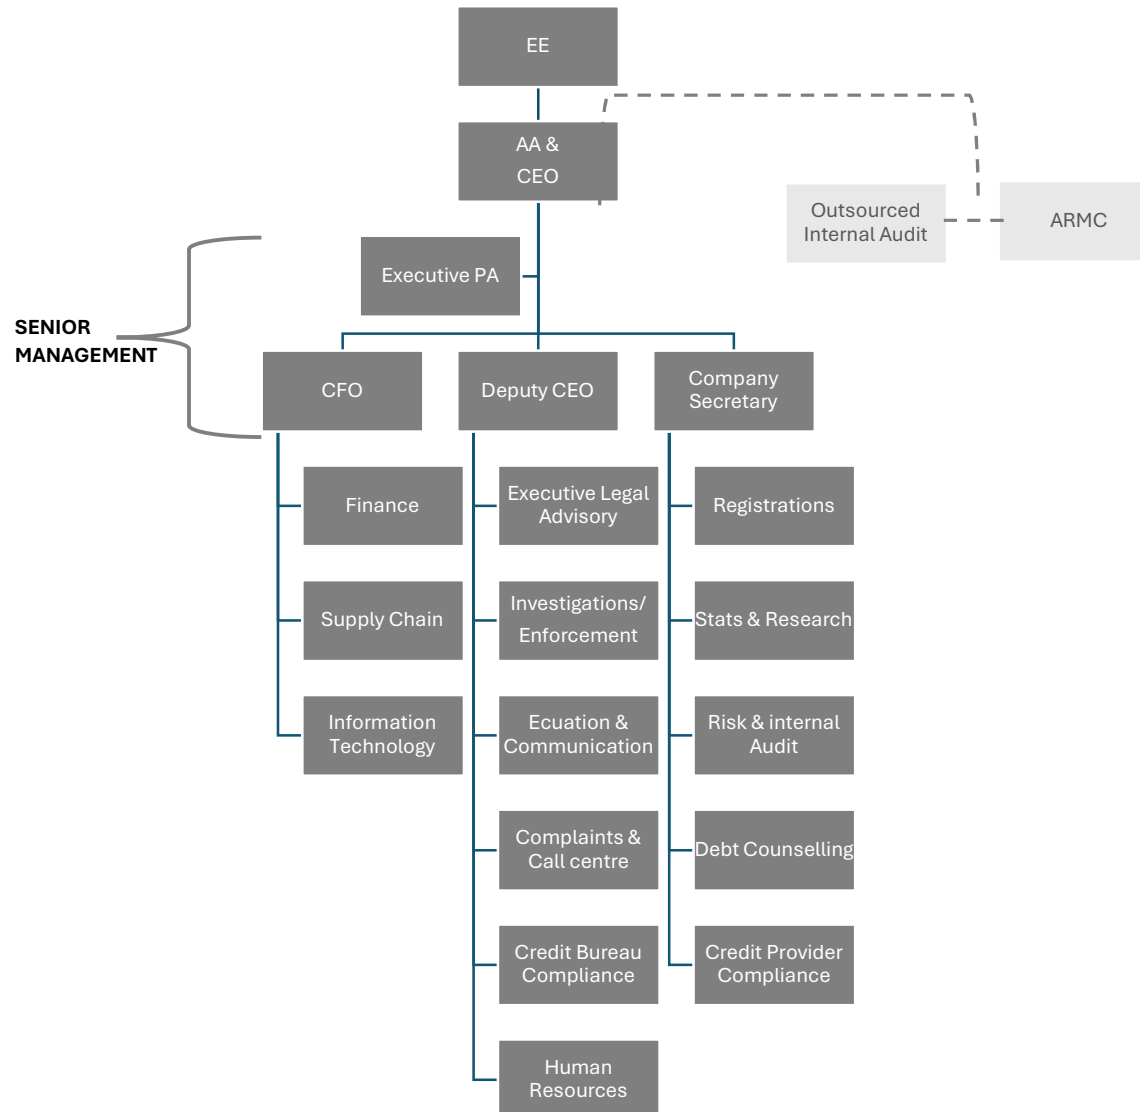 EE
AA &
CEO
Outsourced
Internal Audit
ARMC
Executive PA
SENIOR
MANAGEMENT
CFO
Deputy CEO
Company
Secretary
Finance
Executive Legal
Advisory
Registrations
Supply Chain
Investigations/
Enforcement
Stats & Research
Information
Technology
Ecuation &
Communication
Risk & internal
Audit
Complaints &
Call centre
Debt Counselling
Credit Bureau
Compliance
Credit Provider
Compliance
Human
Resources